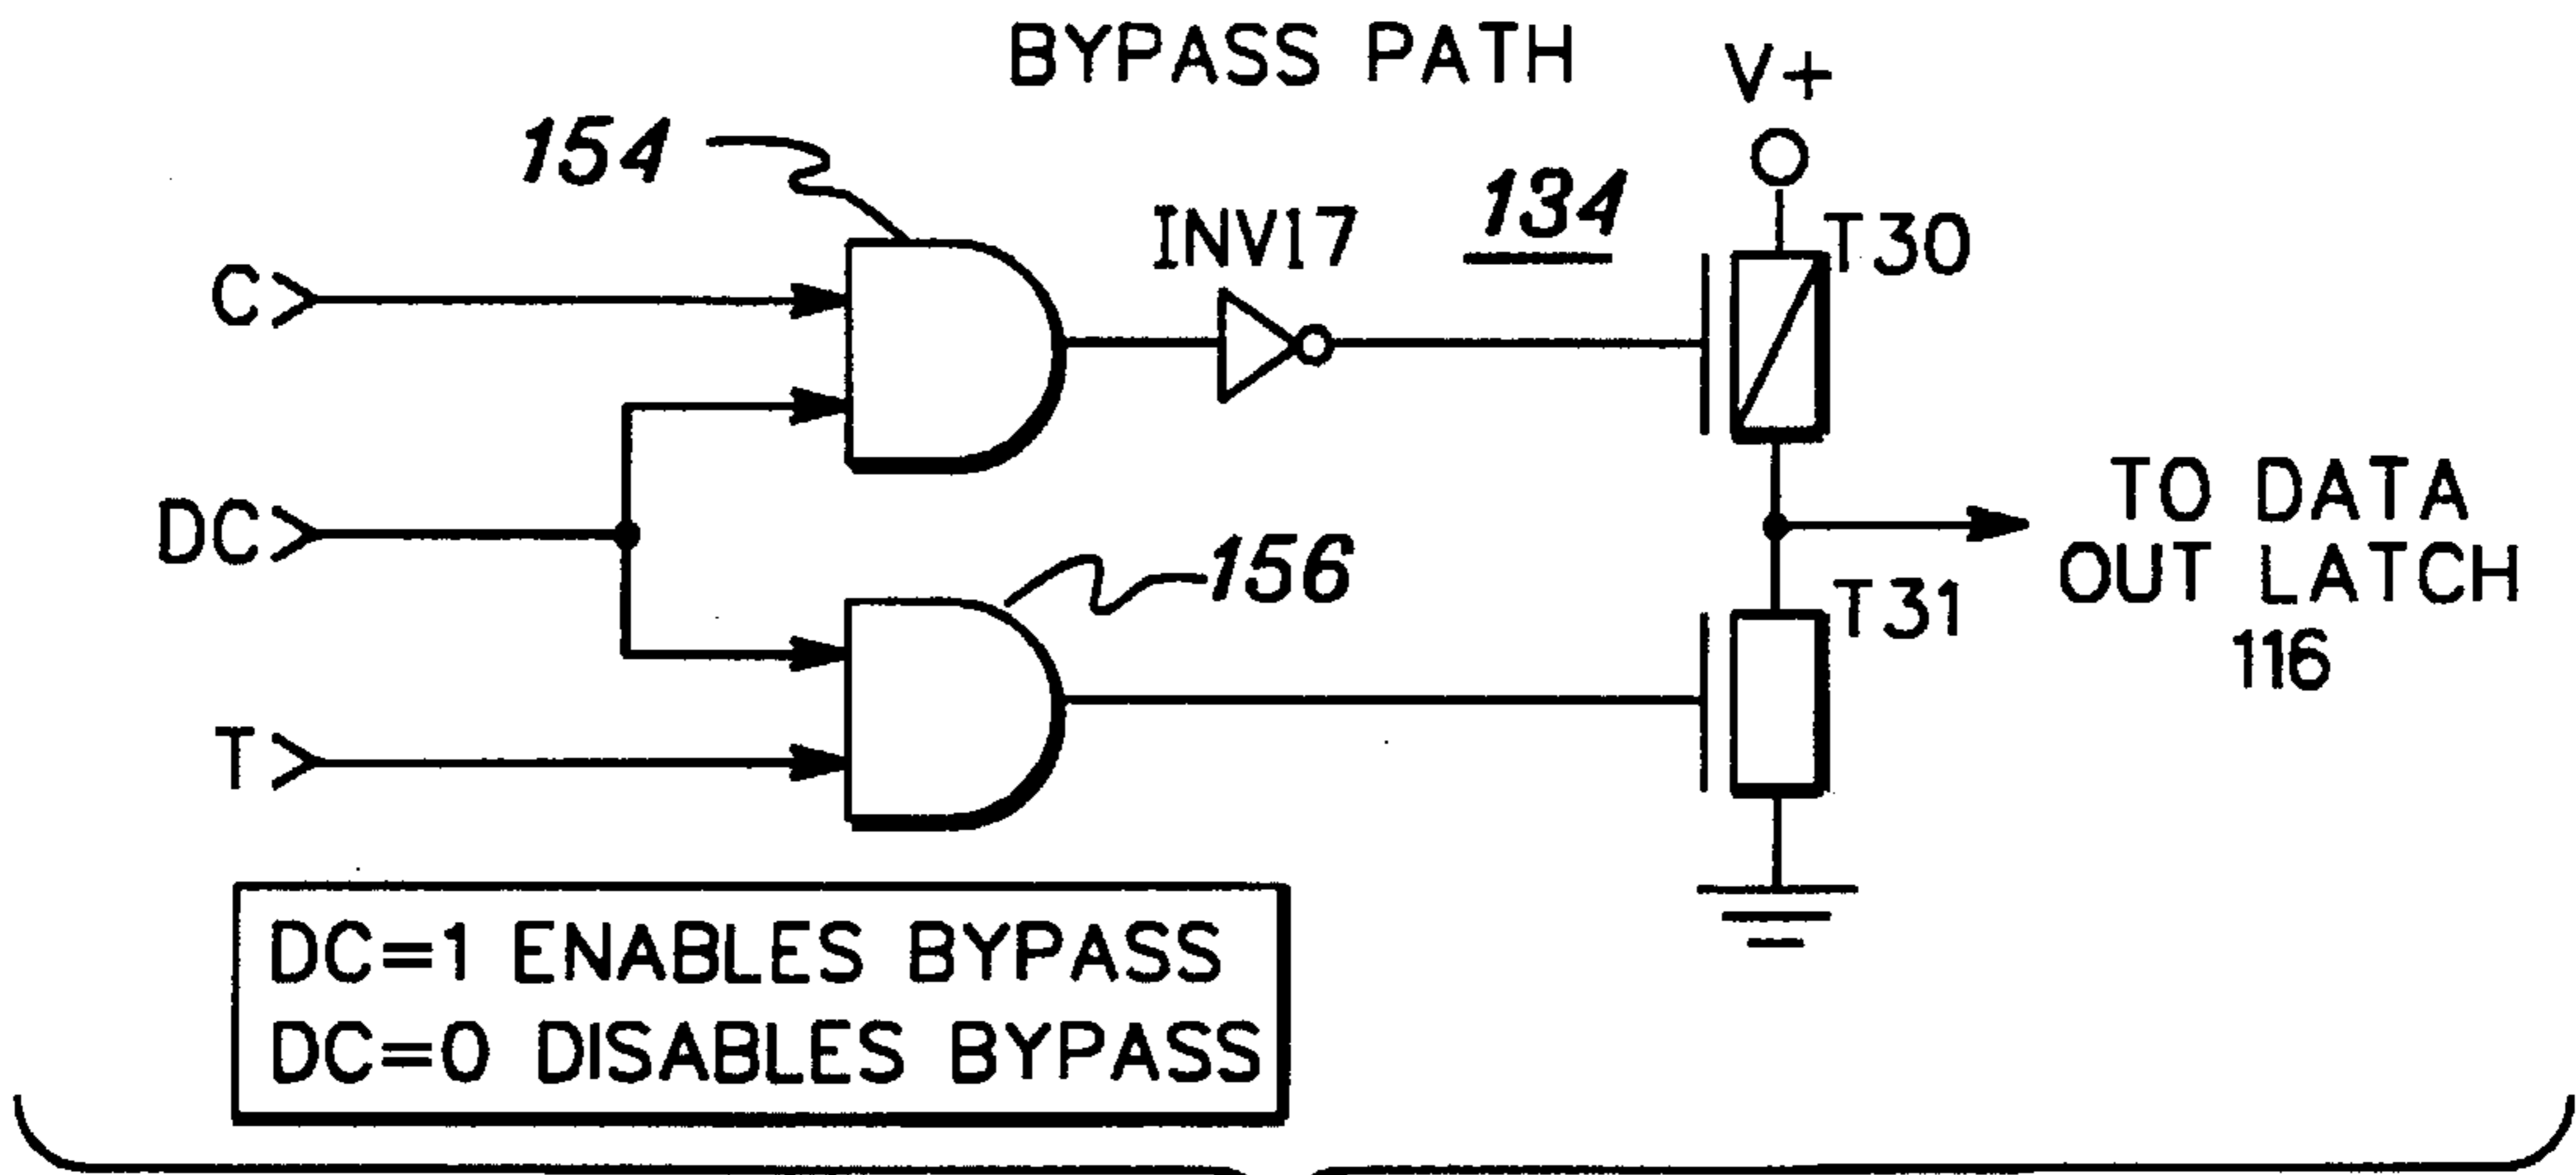 BYPASS PATH
V+
154
INV17
134
T30
C
DC
156
TO DATA
OUT LATCH
116
T31
T
DC=1 ENABLES BYPASS
DC=0 DISABLES BYPASS